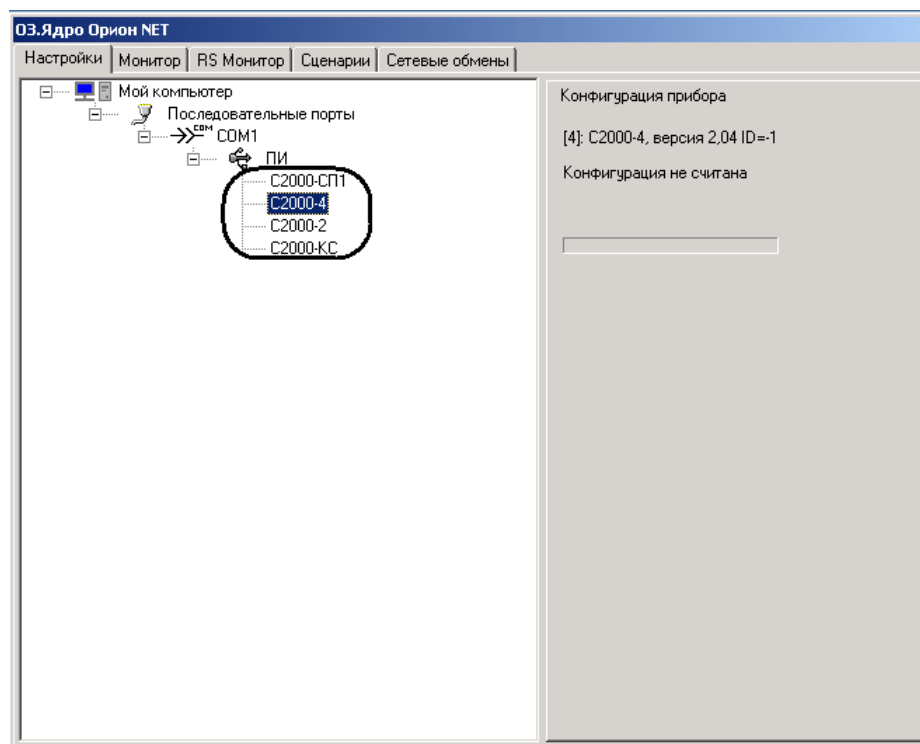 03.Ядро Орион NET
Настройки Монитор RS Монитор Сценарии Сетевые обмены
Мой компьютер
Последовательные порты
COM COM1
ПИ
С2000-СП1
С2000-4
С2000-2
С2000-КС
Конфигурация прибора
[4]: С2000-4, версия 2,04 ID=-1
Конфигурация не считана